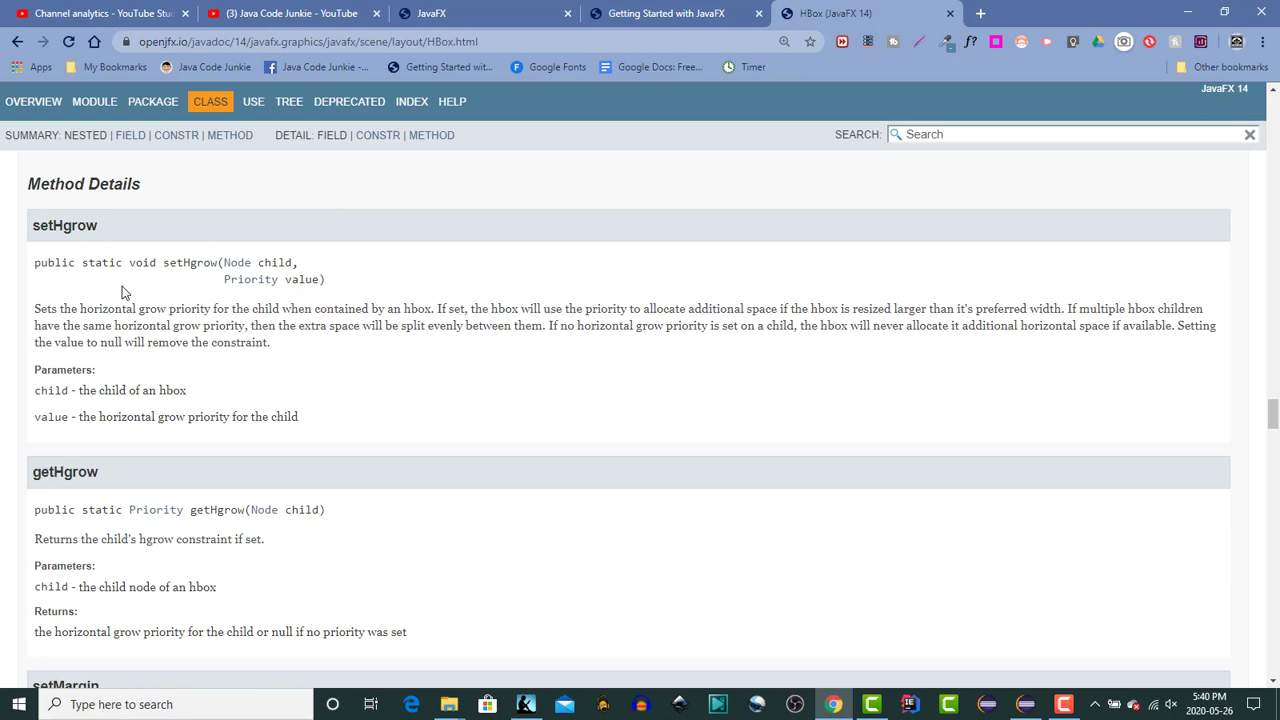 Channel analytics - YouTube Stu
(3) Java Code Junkie - YouTube
JavaFX
Getting Started with JavaFX
HBox (JavaFX 14)
openjfx.io/javadoc/14/javafx.graphics/javafx/scene/layout/HBox.html
Apps
My Bookmarks
Java Code Junkie
Java Code Junkie -...
Getting Started wit...
Google Fonts
Google Docs: Free...
Timer
Other bookmarks
OVERVIEW MODULE PACKAGE CLASS USE TREE DEPRECATED INDEX HELP
JavaFX 14
SUMMARY: NESTED | FIELD | CONSTR | METHOD DETAIL: FIELD | CONSTR | METHOD
SEARCH: Search
Method Details
setHgrow
public static void setHgrow(Node child,
Priority value)
Sets the horizontal grow priority for the child when contained by an hbox. If set, the hbox will use the priority to allocate additional space if the hbox is resized larger than it's preferred width. If multiple hbox children
have the same horizontal grow priority, then the extra space will be split evenly between them. If no horizontal grow priority is set on a child, the hbox will never allocate it additional horizontal space if available. Setting
the value to null will remove the constraint.
Parameters:
child - the child of an hbox
value - the horizontal grow priority for the child
getHgrow
public static Priority getHgrow(Node child)
Returns the child's hgrow constraint if set.
Parameters:
child - the child node of an hbox
Returns:
the horizontal grow priority for the child or null if no priority was set
setMargin
Type here to search
5:40 PM
2020-05-26